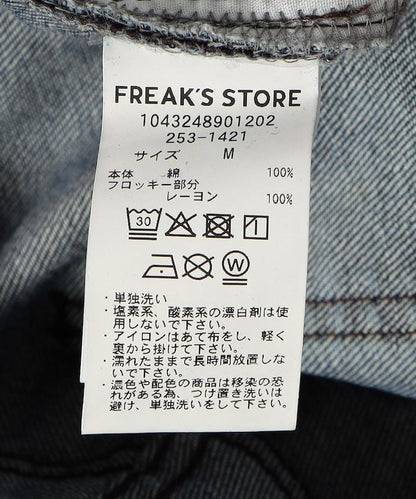 FREAK'S STORE
1043248901202
253-1421
サイズ M
本体 綿 100%
フロッキー部分
レーヨン 100%
30
W
・単独洗い
・塩素系、酸素系の漂白剤は使
用しないで下さい。
・アイロンはあて布をし、軽く
裏から掛けて下さい。
・濡れたままで長時間放置しな
いで下さい。
・濃色や配色の商品は移染の恐
れがある為、つけ置き洗いは
避け、単独洗いをして下さい。